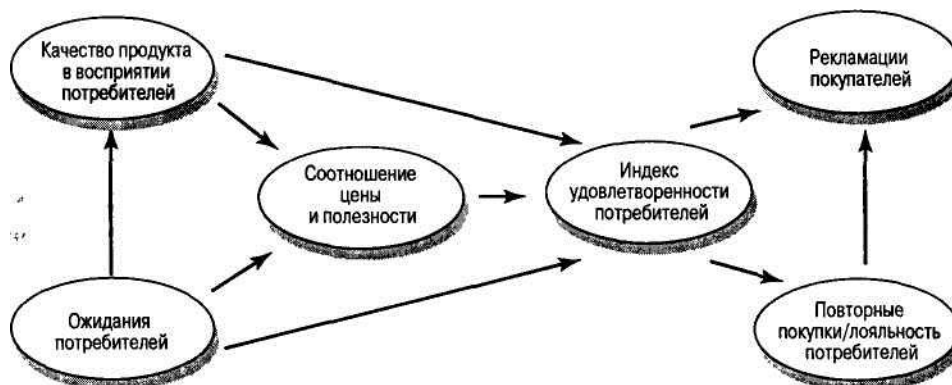 Качество продукта
в восприятии
потребителей
Рекламации
покупателей
Соотношение
цены
и полезности
Индекс
удовлетворенности
потребителей
Ожидания
потребителей
Повторные
покупки/лояльность
потребителей